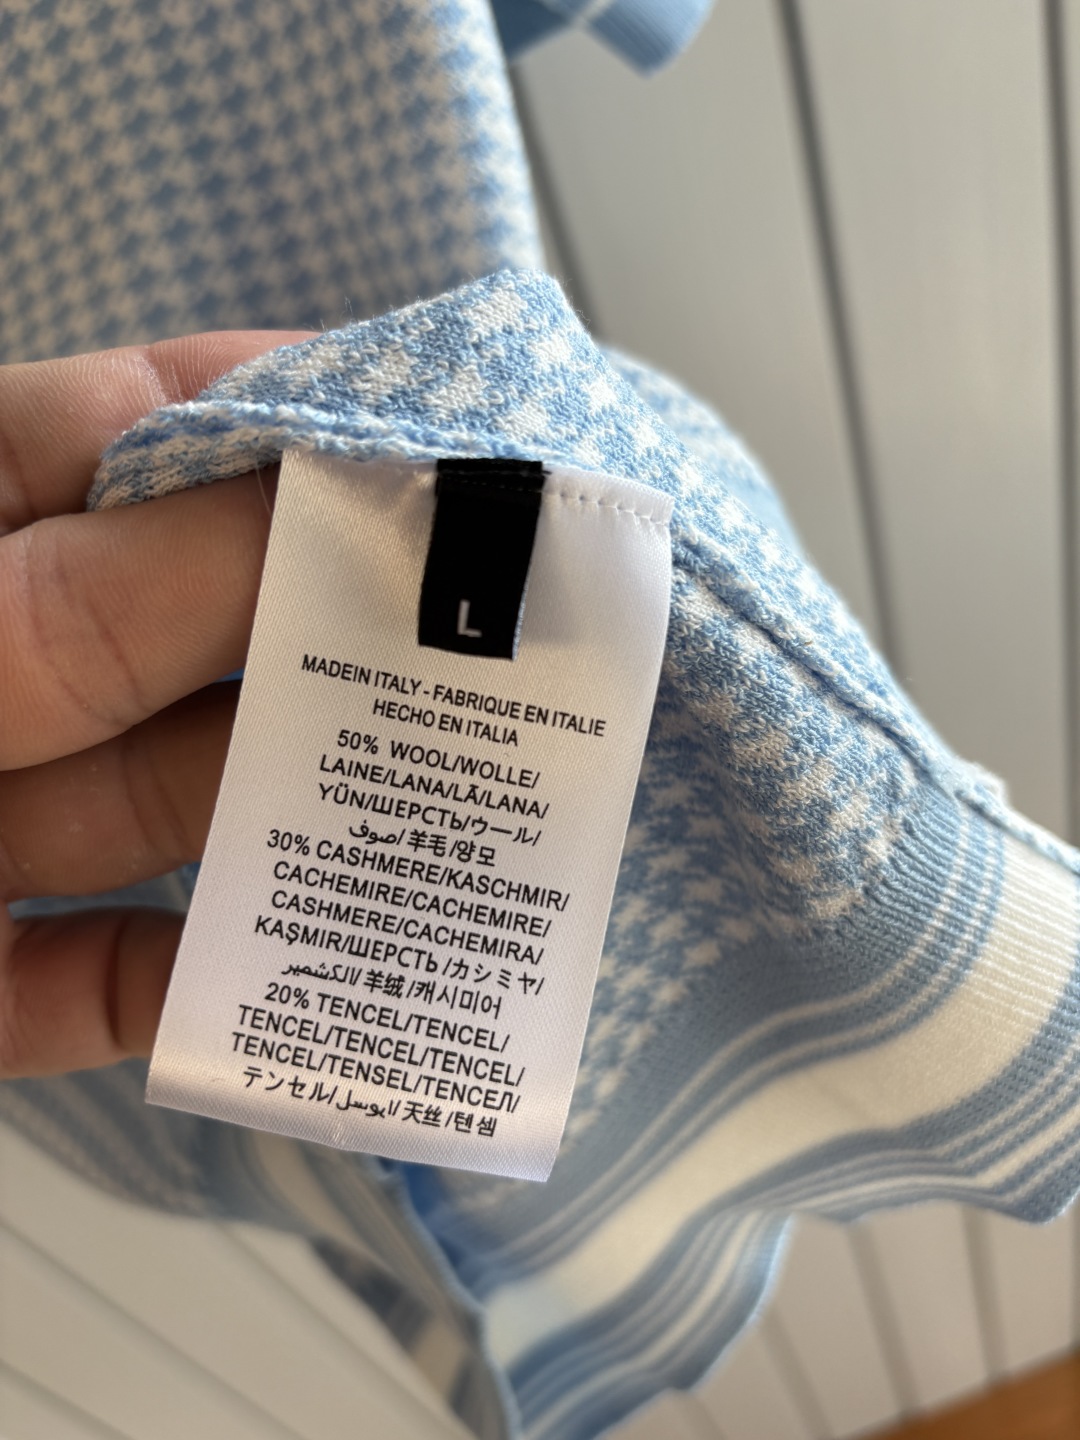 L
MADEIN ITALY - FABRIQUE EN ITALIE
HECHO EN ITALIA
50% WOOL/WOLLE/
LAINE/LANA/LÃ/LANA/
YÜN/ШЕРСТЬ/ウール/
صوف/羊毛/양모
30% CASHMERE/KASCHMIR/
CACHEMIRE/CACHEMIRE/
CASHMERE/CACHEMIRA/
KAŞMIR/ШЕРСТЬ/カシミヤ/
الكشمير/羊绒/캐시미어
20% TENCEL/TENCEL/
TENCEL/TENCEL/TENCEL/
TENCEL/TENSEL/TENCEЛ/
テンセル/لايوسل/天丝/텐셀